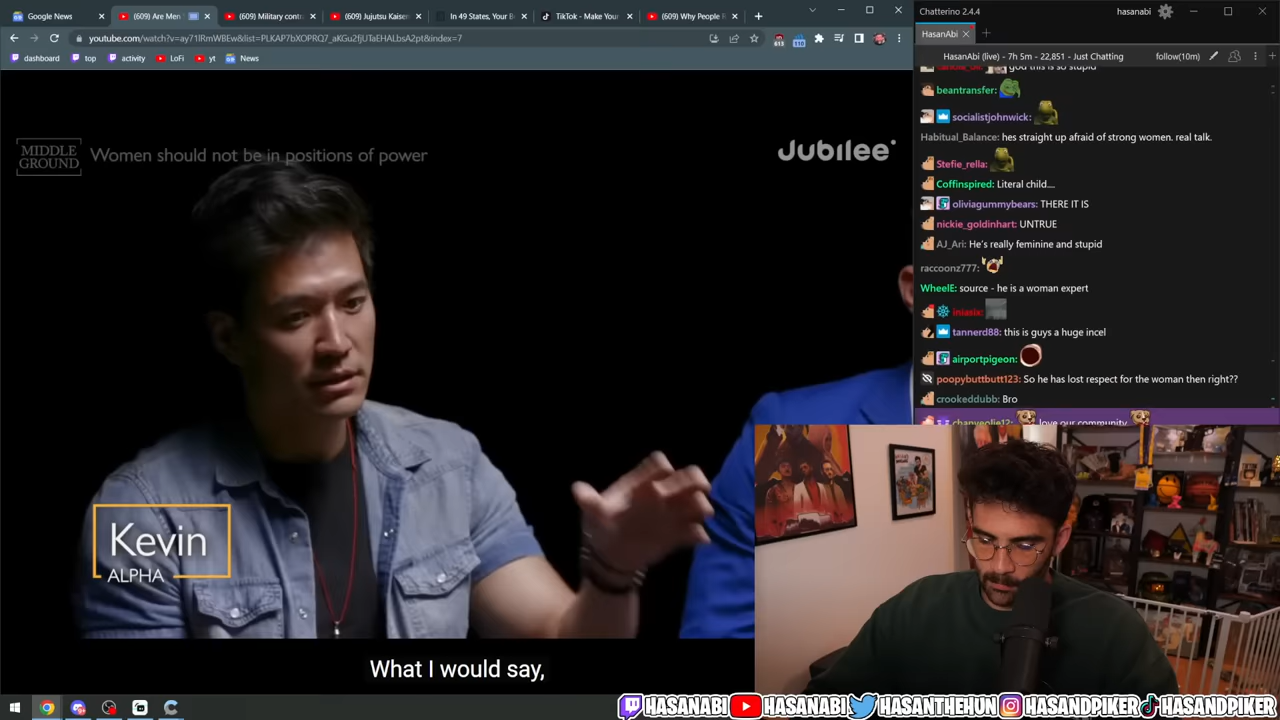 Google News
(609) Are Men
(609) Military contr
(609) Jujutsu Kaisen
In 49 States, Your B
TikTok - Make Your
(609) Why People R
youtube.com/watch?v=ay71lRmWBEw&list=PLKAP7bXOPRQ7_aKGu2fjUTaEHALbsA2pt&index=7
dashboard
top
activity
LoFi
yt
News
MIDDLE
GROUND
Women should not be in positions of power
Jubilee
Kevin
ALPHA
What I would say,
Chatterino 2.4.4
hasanabi
HasanAbi
HasanAbi (live) - 7h 5m - 22,851 - Just Chatting
follow(10m)
god this is so stupid
beantransfer:
socialistjohnwick:
Habitual_Balance: hes straight up afraid of strong women. real talk.
Stefie_rella:
Coffinspired: Literal child....
oliviagummybears: THERE IT IS
nickie_goldinhart: UNTRUE
AJ_Ari: He's really feminine and stupid
raccoonz777:
WheelE: source - he is a woman expert
iniasix:
tannerd88: this is guys a huge incel
airportpigeon:
poopybuttbutt123: So he has lost respect for the woman then right??
crookeddubb: Bro
chanyeolie12: love our community
HASANABI
HASANABI
HASANTHEHUN
HASANDPIKER
HASANDPIKER